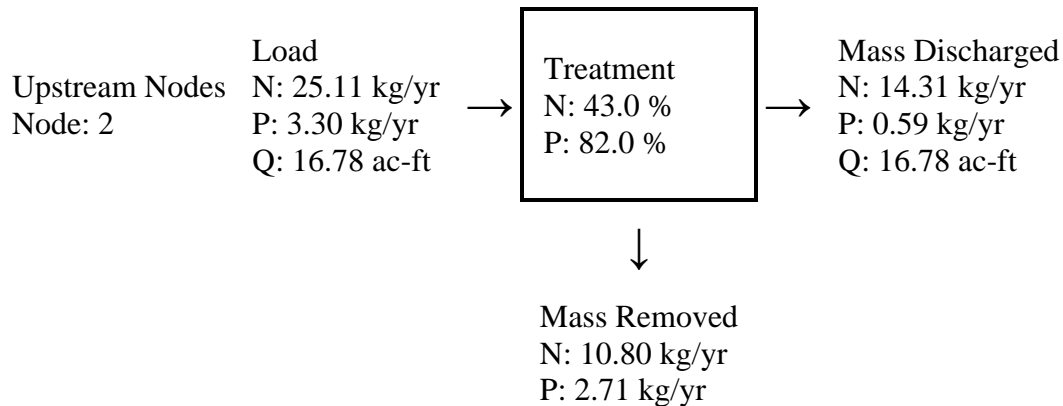 Upstream Nodes
Node: 2
Load
N: 25.11 kg/yr
P: 3.30 kg/yr
Q: 16.78 ac-ft
→
Treatment
N: 43.0 %
P: 82.0 %
→
Mass Discharged
N: 14.31 kg/yr
P: 0.59 kg/yr
Q: 16.78 ac-ft
↓
Mass Removed
N: 10.80 kg/yr
P: 2.71 kg/yr